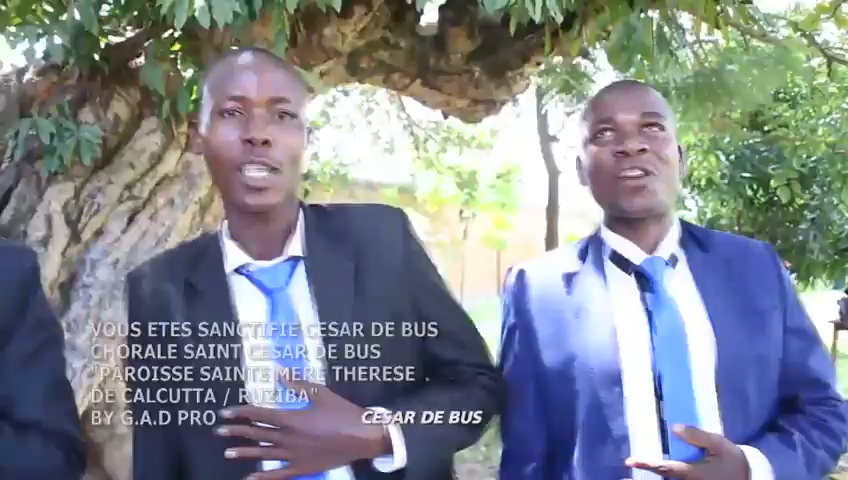 VOUS ETES SANCTIFIE CESAR DE BUS
CHORALE SAINT CESAR DE BUS
"PAROISSE SAINTE MERE THERESE .
DE CALCUTTA / RUZIBA"
BY G.A.D PRO
CESAR DE BUS